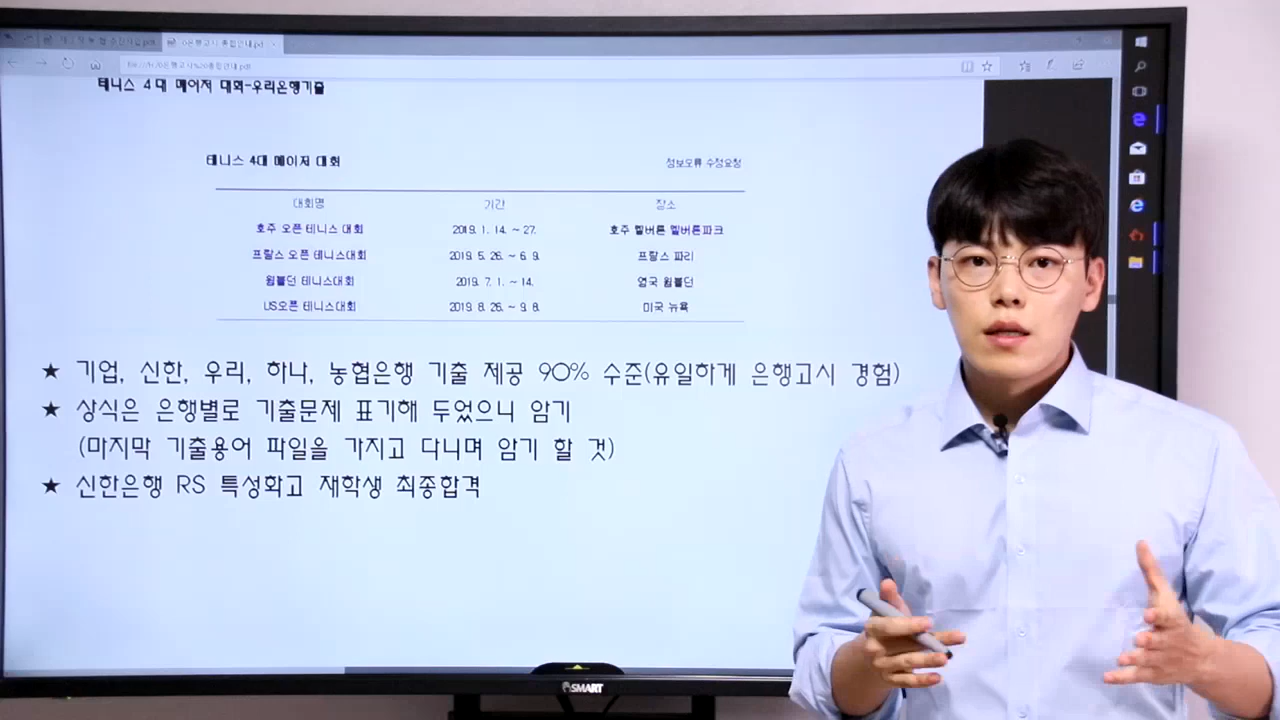 은행고시 통합안내.pdf
테니스 4대 메이저 대회-우리은행기출
테니스 4대 메이저 대회
정보오류 수정요청
대회명 기간 장소
호주 오픈 테니스 대회 2019. 1. 14. ~ 27. 호주 멜버른 멜버른파크
프랑스 오픈 테니스대회 2019. 5. 26. ~ 6. 9. 프랑스 파리
윔블던 테니스대회 2019. 7. 1. ~ 14. 영국 윔블던
US오픈 테니스대회 2019. 8. 26. ~ 9. 8. 미국 뉴욕
★ 기업, 신한, 우리, 하나, 농협은행 기출 제공 90% 수준(유일하게 은행고시 경험)
★ 상식은 은행별로 기출문제 표기해 두었으니 암기
(마지막 기출용어 파일을 가지고 다니며 암기 할 것)
★ 신한은행 RS 특성화고 재학생 최종합격
SMART